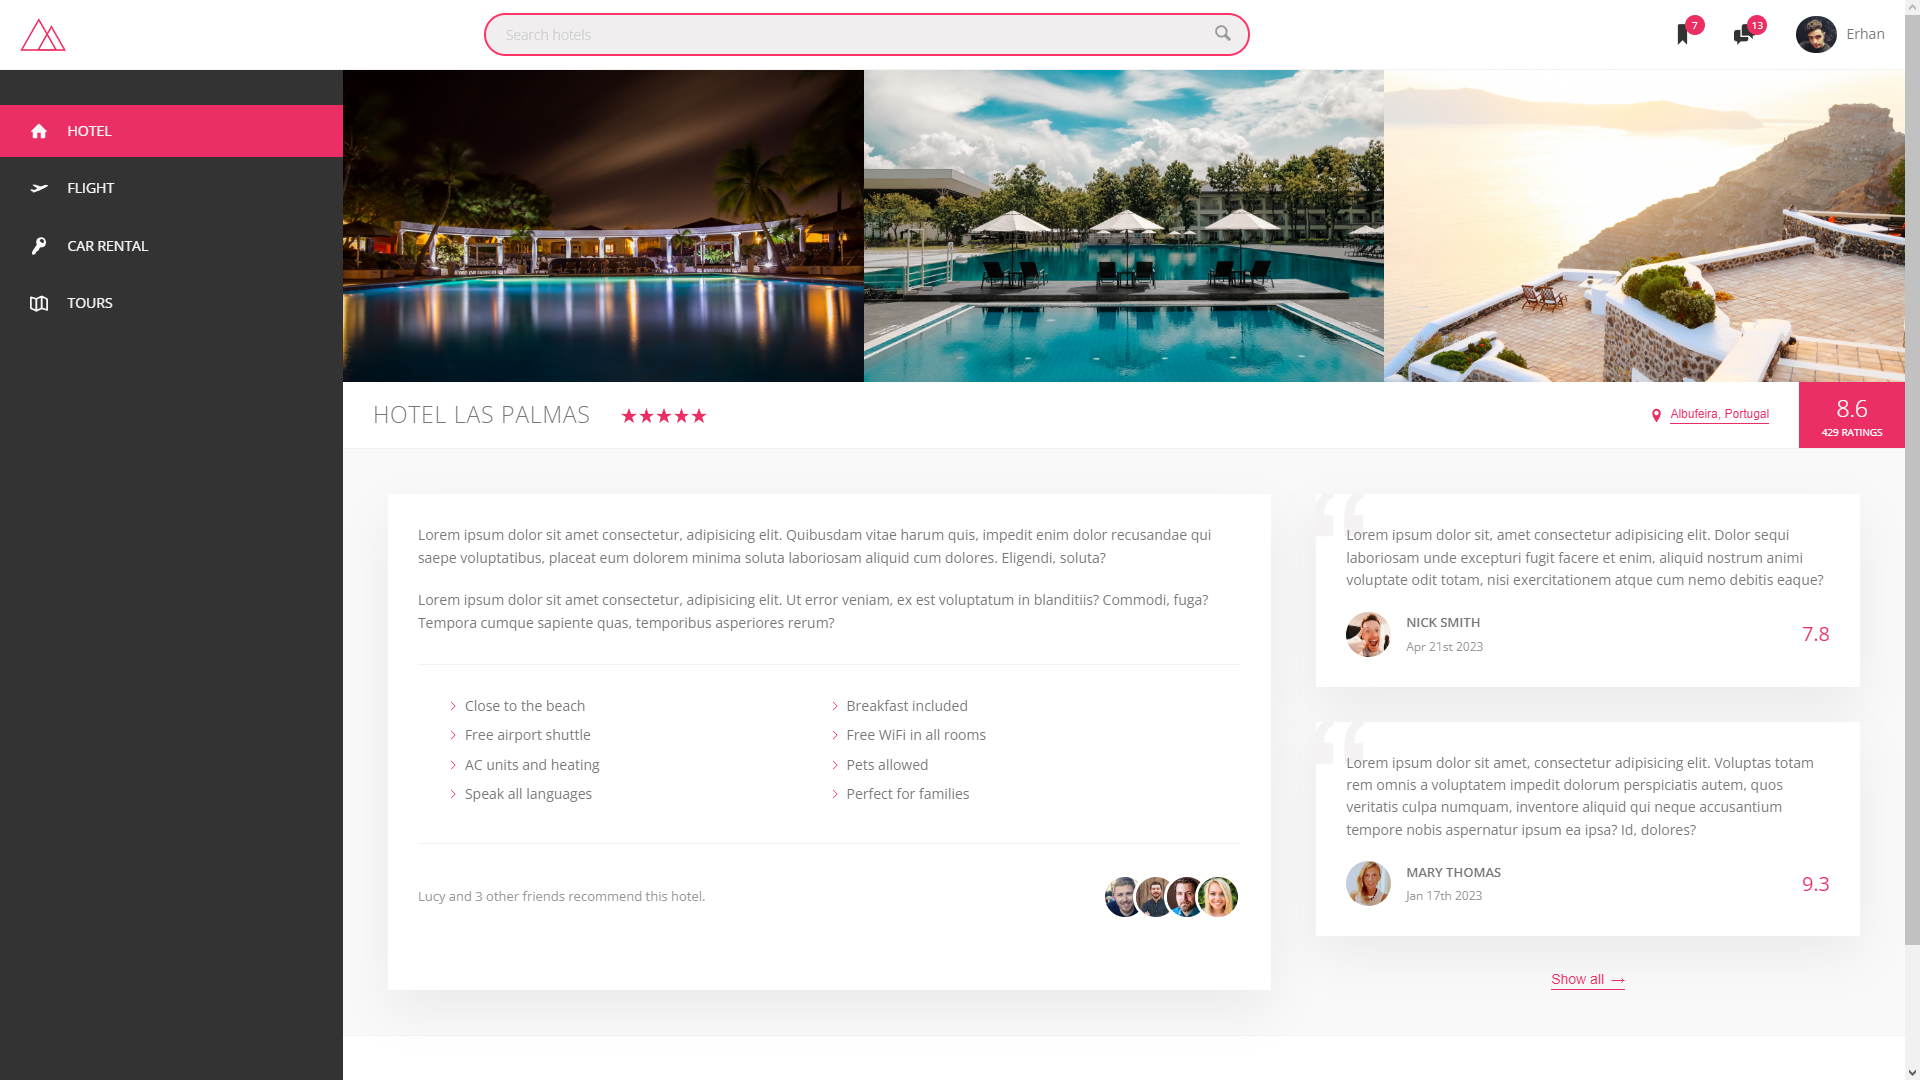 Search hotels
7
13
Erhan
HOTEL
FLIGHT
CAR RENTAL
TOURS
HOTEL LAS PALMAS
Albufeira, Portugal
8.6
429 RATINGS
Lorem ipsum dolor sit amet consectetur, adipisicing elit. Quibusdam vitae harum quis, impedit enim dolor recusandae qui
saepe voluptatibus, placeat eum dolorem minima soluta laboriosam aliquid cum dolores. Eligendi, soluta?
Lorem ipsum dolor sit amet consectetur, adipisicing elit. Ut error veniam, ex est voluptatum in blanditiis? Commodi, fuga?
Tempora cumque sapiente quas, temporibus asperiores rerum?
Close to the beach
Free airport shuttle
AC units and heating
Speak all languages
Breakfast included
Free WiFi in all rooms
Pets allowed
Perfect for families
Lucy and 3 other friends recommend this hotel.
“
Lorem ipsum dolor sit, amet consectetur adipisicing elit. Dolor sequi
laboriosam unde excepturi fugit facere et enim, aliquid nostrum animi
voluptate odit totam, nisi exercitationem atque cum nemo debitis eaque?
NICK SMITH
Apr 21st 2023
7.8
“
Lorem ipsum dolor sit amet, consectetur adipisicing elit. Voluptas totam
rem omnis a voluptatem impedit dolorum perspiciatis autem, quos
veritatis culpa numquam, inventore aliquid qui neque accusantium
tempore nobis aspernatur ipsum ea ipsa? Id, dolores?
MARY THOMAS
Jan 17th 2023
9.3
Show all →